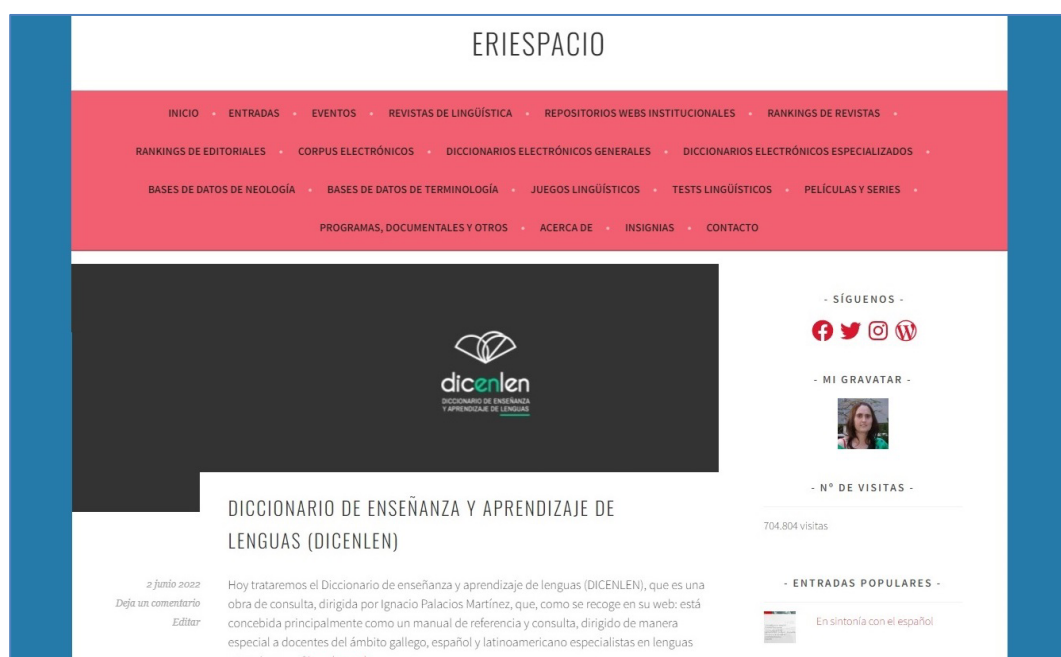 ERIESPACIO
INICIO • ENTRADAS • EVENTOS • REVISTAS DE LINGÜÍSTICA • REPOSITORIOS WEBS INSTITUCIONALES • RANKINGS DE REVISTAS •
RANKINGS DE EDITORIALES • CORPUS ELECTRÓNICOS • DICCIONARIOS ELECTRÓNICOS GENERALES • DICCIONARIOS ELECTRÓNICOS ESPECIALIZADOS •
BASES DE DATOS DE NEOLOGÍA • BASES DE DATOS DE TERMINOLOGÍA • JUEGOS LINGÜÍSTICOS • TESTS LINGÜÍSTICOS • PELÍCULAS Y SERIES •
PROGRAMAS, DOCUMENTALES Y OTROS • ACERCA DE • INSIGNIAS • CONTACTO
dicenlen
DICCIONARIO DE ENSEÑANZA
Y APRENDIZAJE DE LENGUAS
DICCIONARIO DE ENSEÑANZA Y APRENDIZAJE DE
LENGUAS (DICENLEN)
2 junio 2022
Deja un comentario
Editar
Hoy trataremos el Diccionario de enseñanza y aprendizaje de lenguas (DICENLEN), que es una
obra de consulta, dirigida por Ignacio Palacios Martínez, que, como se recoge en su web: está
concebida principalmente como un manual de referencia y consulta, dirigido de manera
especial a docentes del ámbito gallego, español y latinoamericano especialistas en lenguas
- SÍGUENOS -
- MI GRAVATAR -
- Nº DE VISITAS -
704.804 visitas
- ENTRADAS POPULARES -
En sintonía con el español